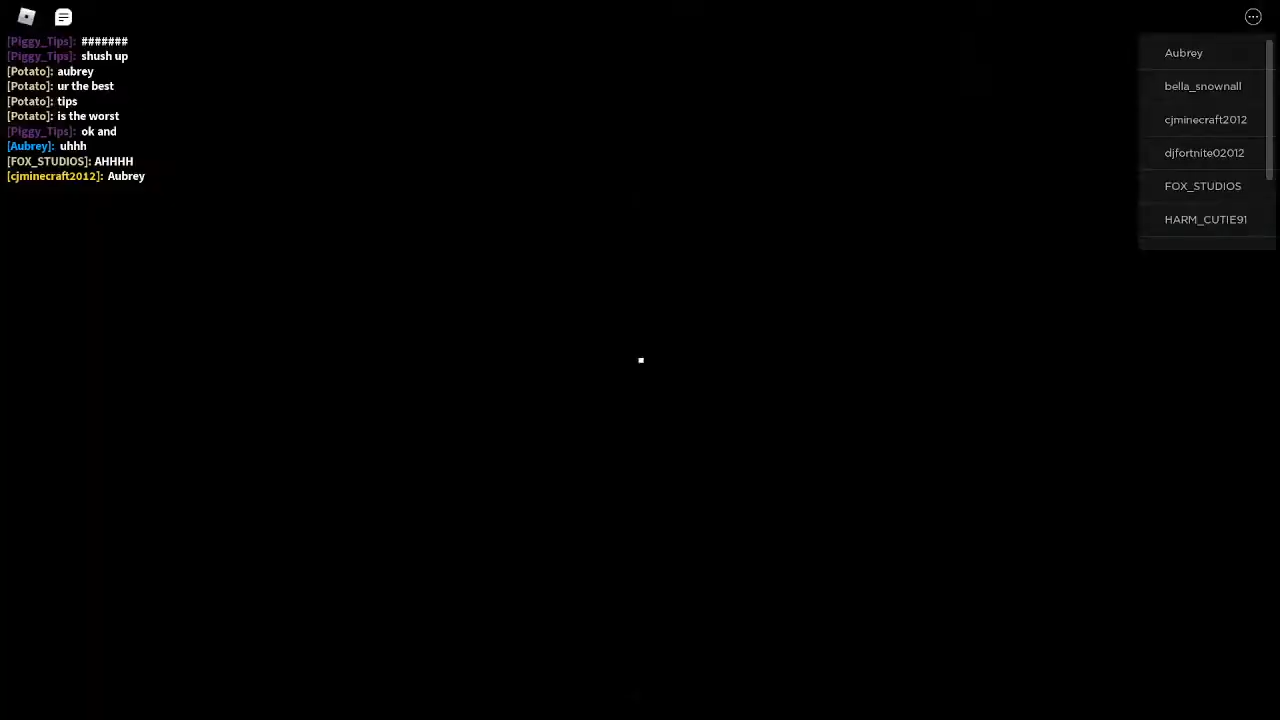 [Piggy_Tips]: #######
[Piggy_Tips]: shush up
[Potato]: aubrey
[Potato]: ur the best
[Potato]: tips
[Potato]: is the worst
[Piggy_Tips]: ok and
[Aubrey]: uhhh
[FOX_STUDIOS]: AHHHH
[cjminecraft2012]: Aubrey
Aubrey
bella_snownall
cjminecraft2012
djfortnite02012
FOX_STUDIOS
HARM_CUTIE91